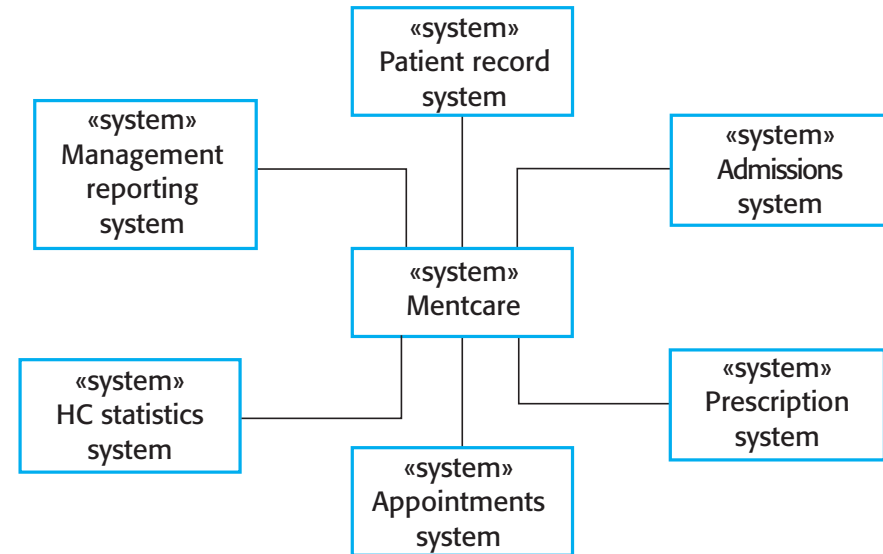 «system»
Patient record
system
«system»
Management
reporting
system
«system»
Admissions
system
«system»
Mentcare
«system»
HC statistics
system
«system»
Prescription
system
«system»
Appointments
system